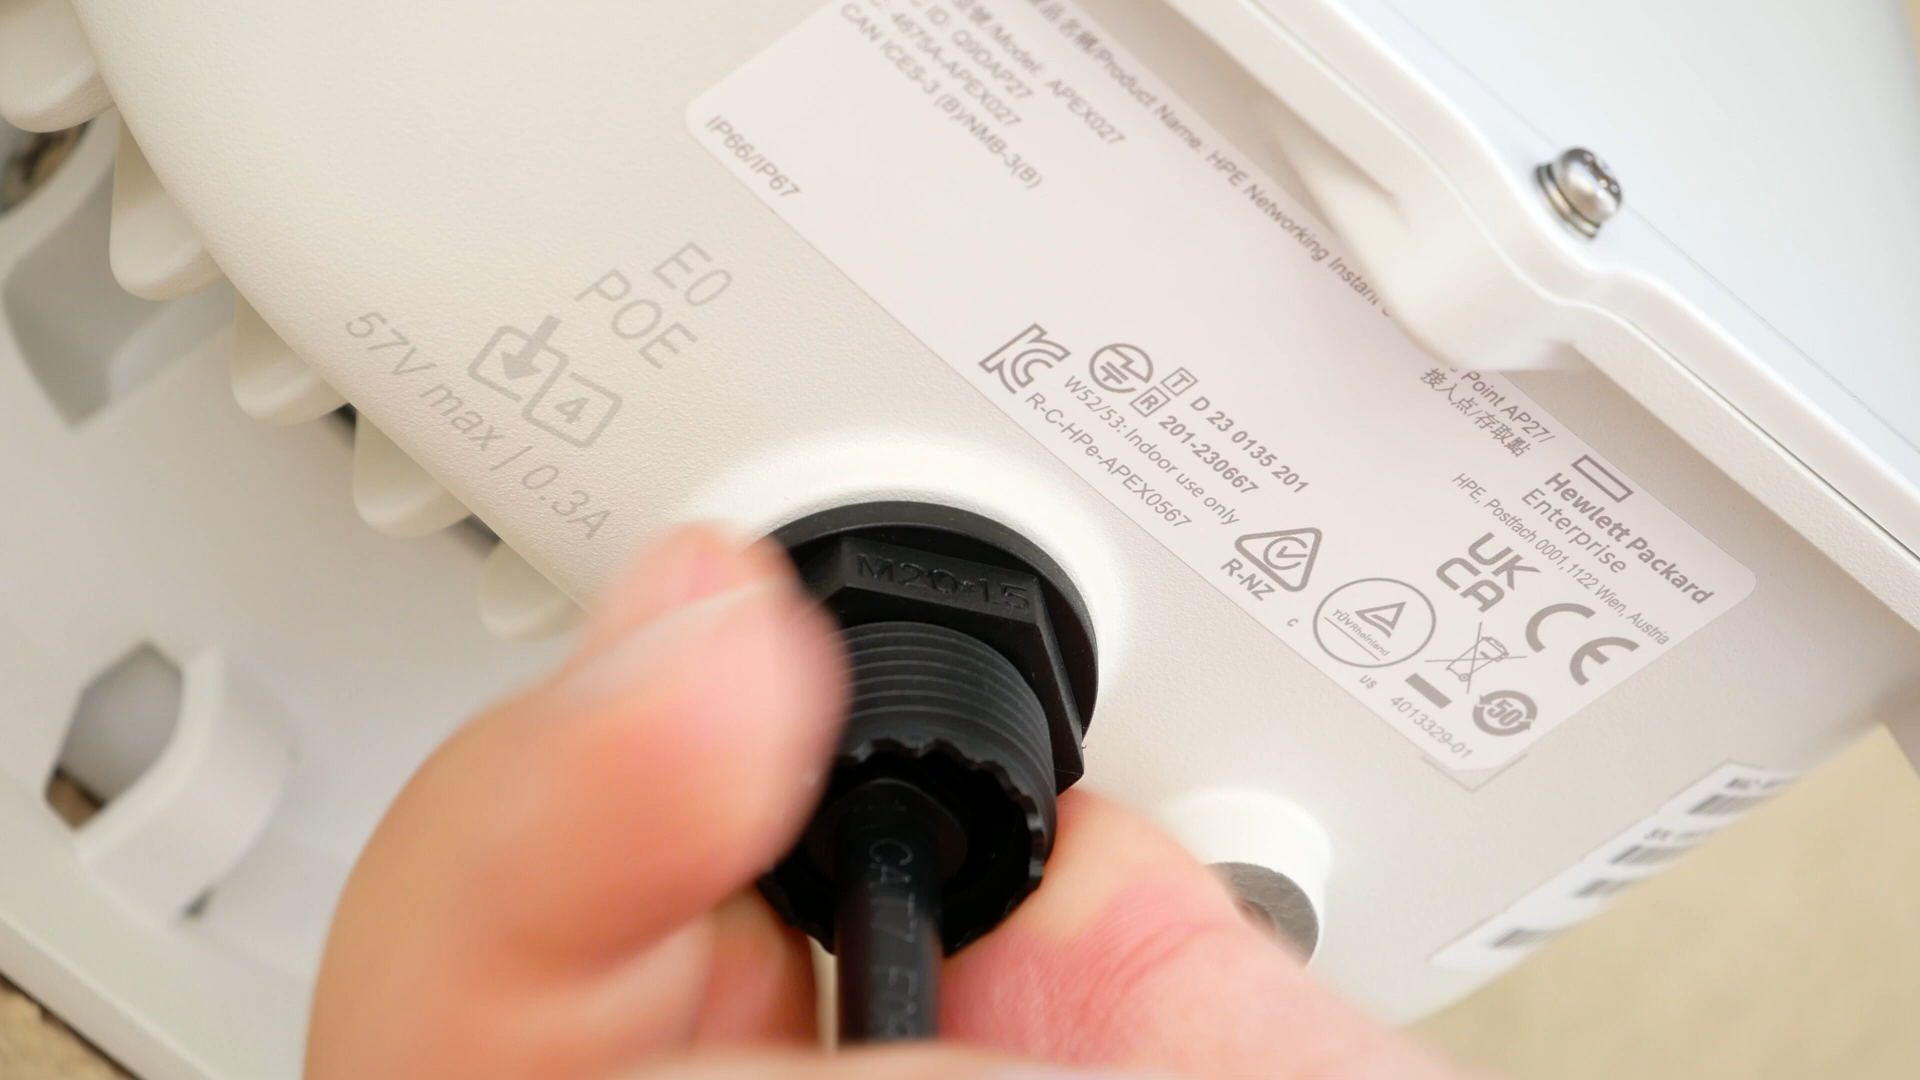 品名稱/Product Name: HPE Networking Instant
Point AP27/
接入点/存取點
號/Model: APEX027
ID: Q9DAP27
4675A-APEX027
CAN ICES-3 (B)/NMB-3(B)
IP66/IP67
E0
POE
4
57V max / 0.3A
Hewlett Packard
Enterprise
HPE, Postfach 0001, 1122 Wien, Austria
T D 23 0135 201
R 201-230667
W52/53: Indoor use only
R-C-HPe-APEX0567
R-NZ
UK
CA
CE
TÜVRheinland
C
US
50
4013329-01
M20*1.5
CAT7